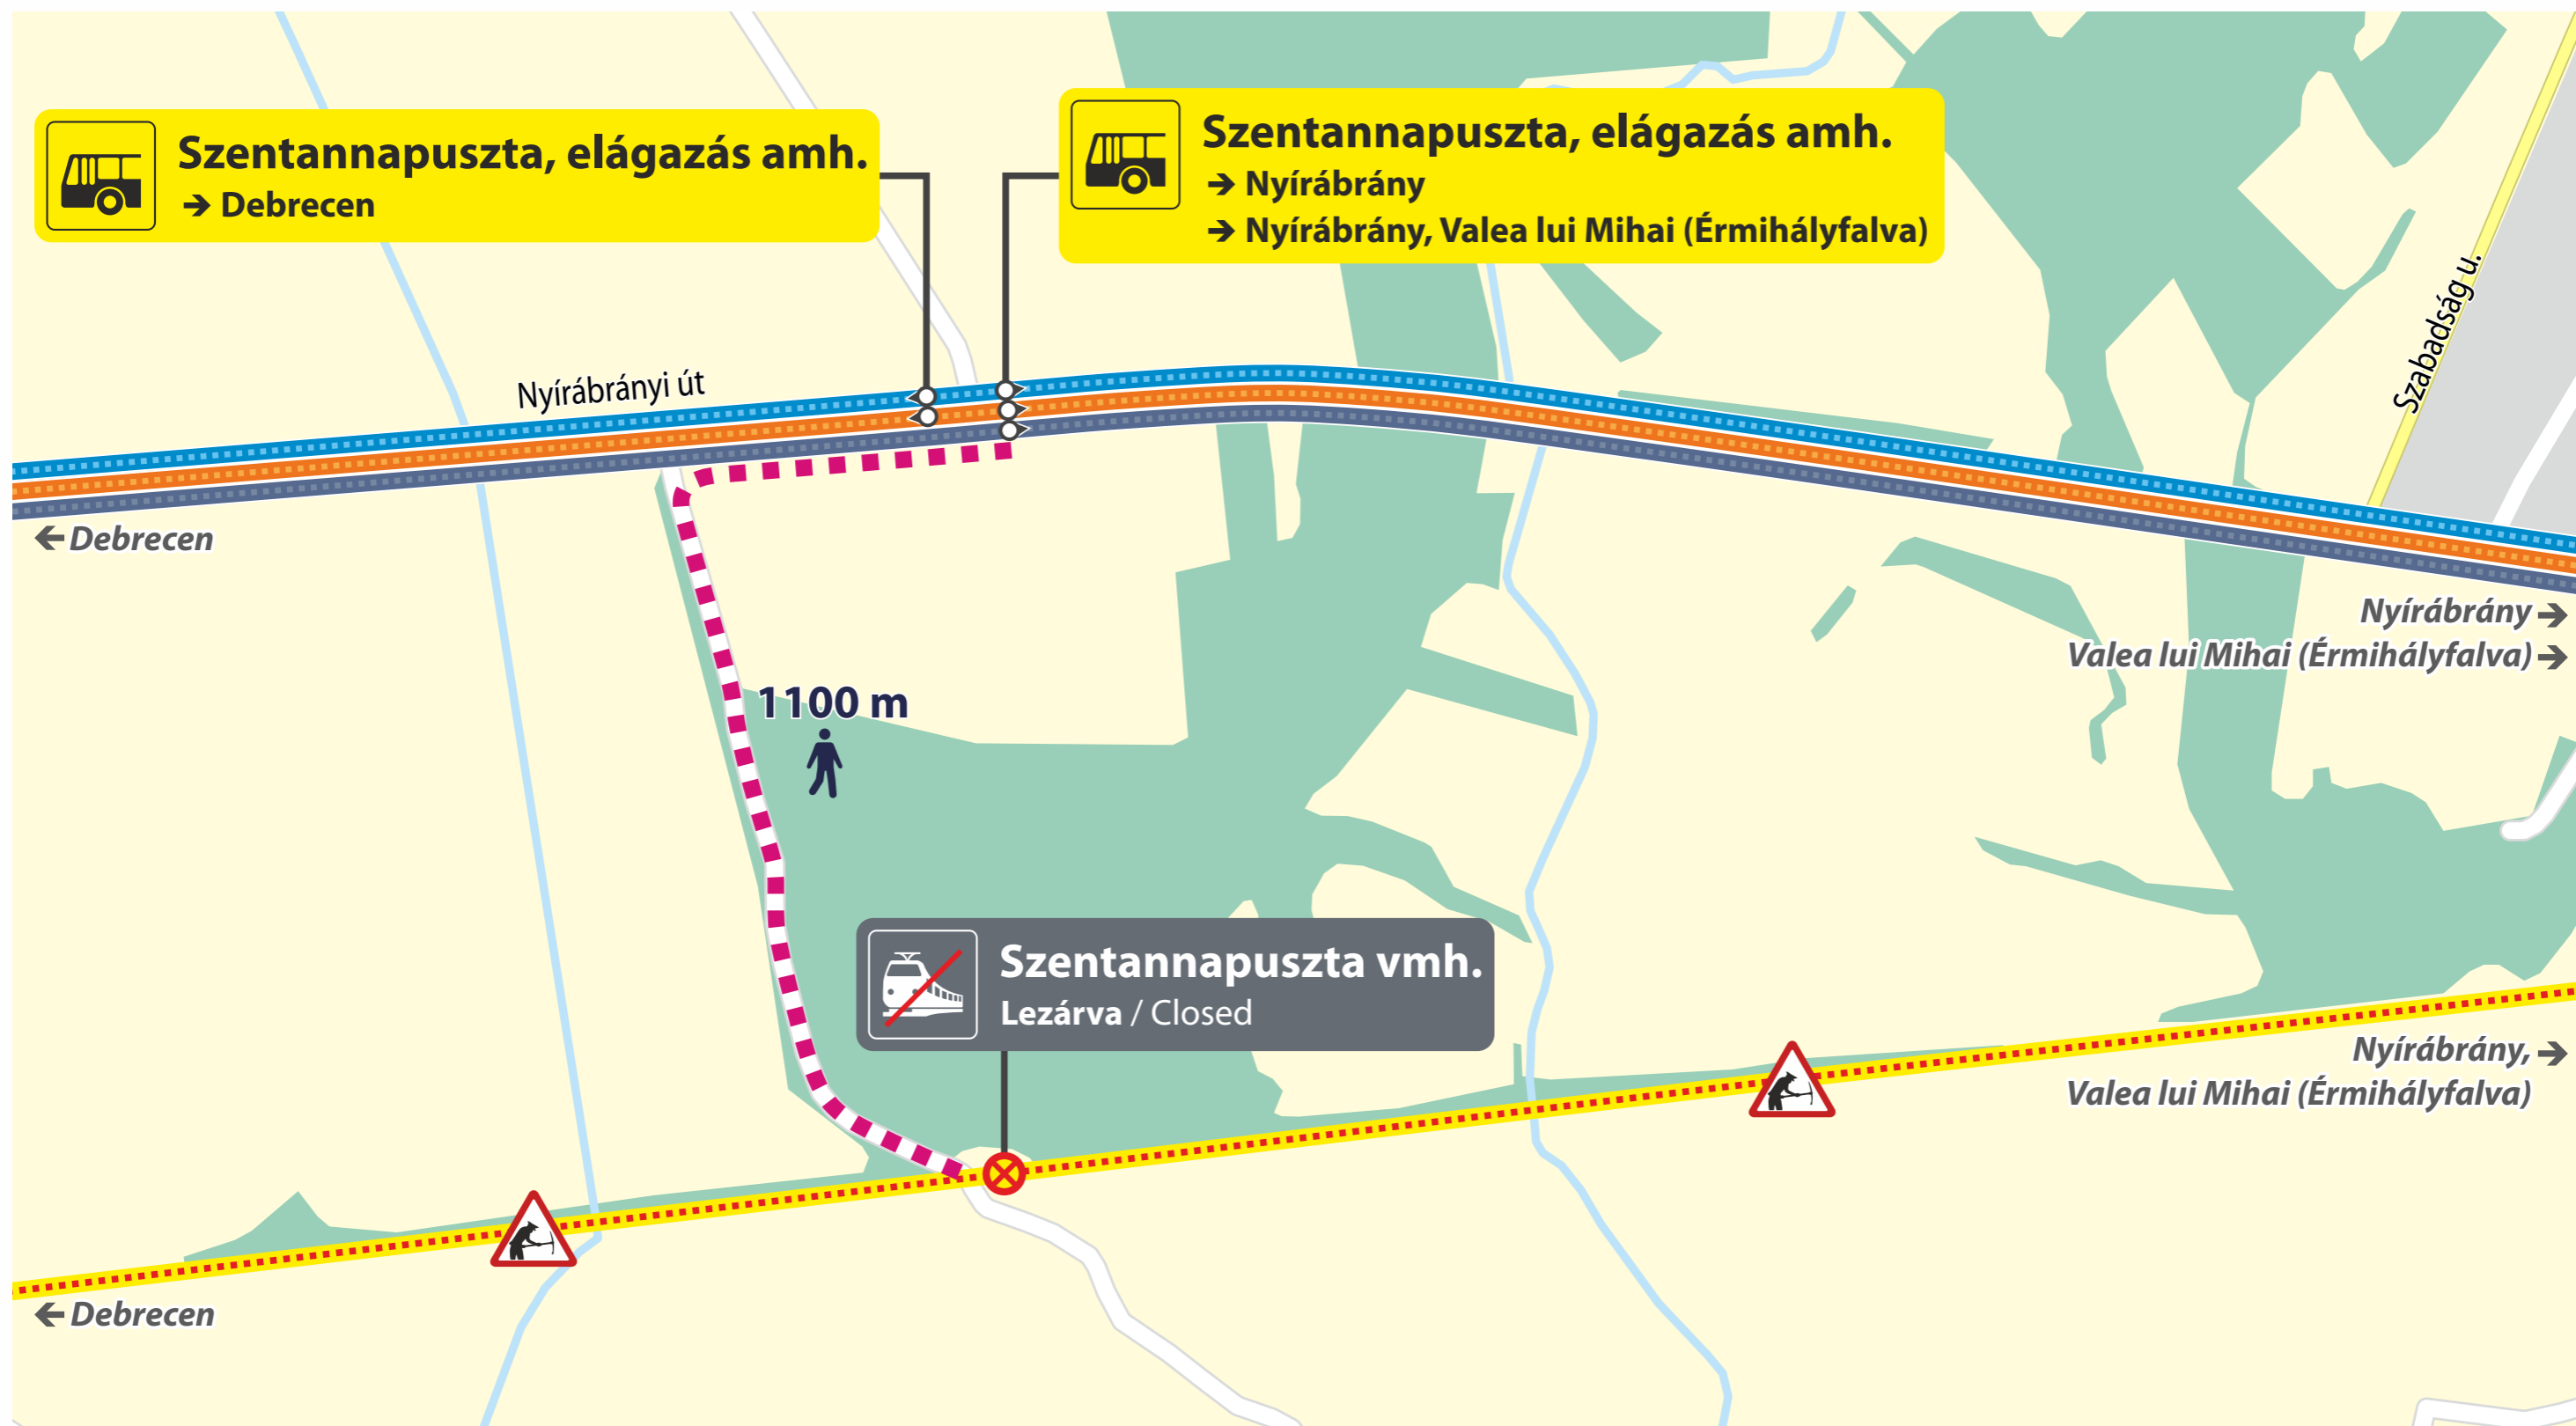 Szentannapuszta, elágazás amh.
→ Debrecen
Szentannapuszta, elágazás amh.
→ Nyírábrány
→ Nyírábrány, Valea lui Mihai (Érmihályfalva)
Szabadság u.
Nyírábrányi út
← Debrecen
Nyírábrány →
Valea lui Mihai (Érmihályfalva) →
1100 m
Szentannapuszta vmh.
Lezárva / Closed
Nyírábrány, →
Valea lui Mihai (Érmihályfalva)
← Debrecen